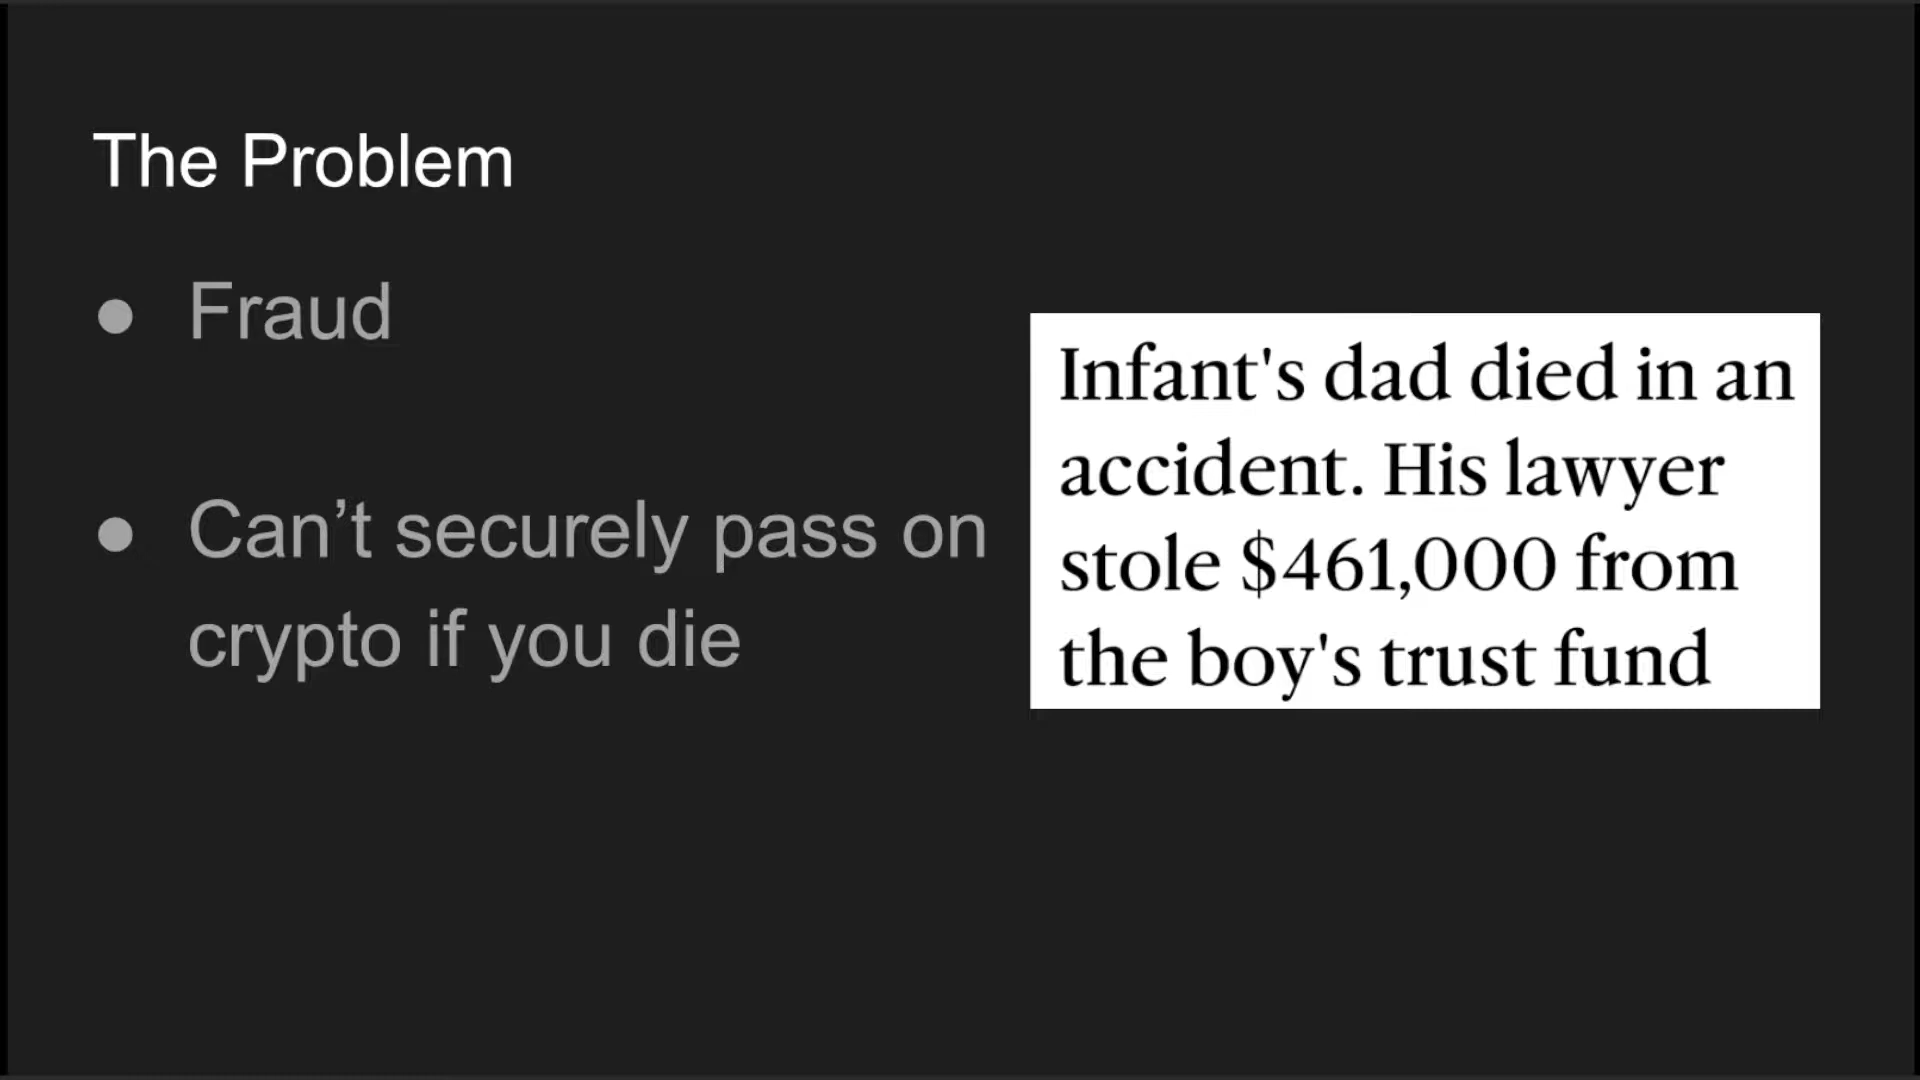 The Problem
● Fraud
● Can’t securely pass on
crypto if you die
Infant's dad died in an
accident. His lawyer
stole $461,000 from
the boy's trust fund